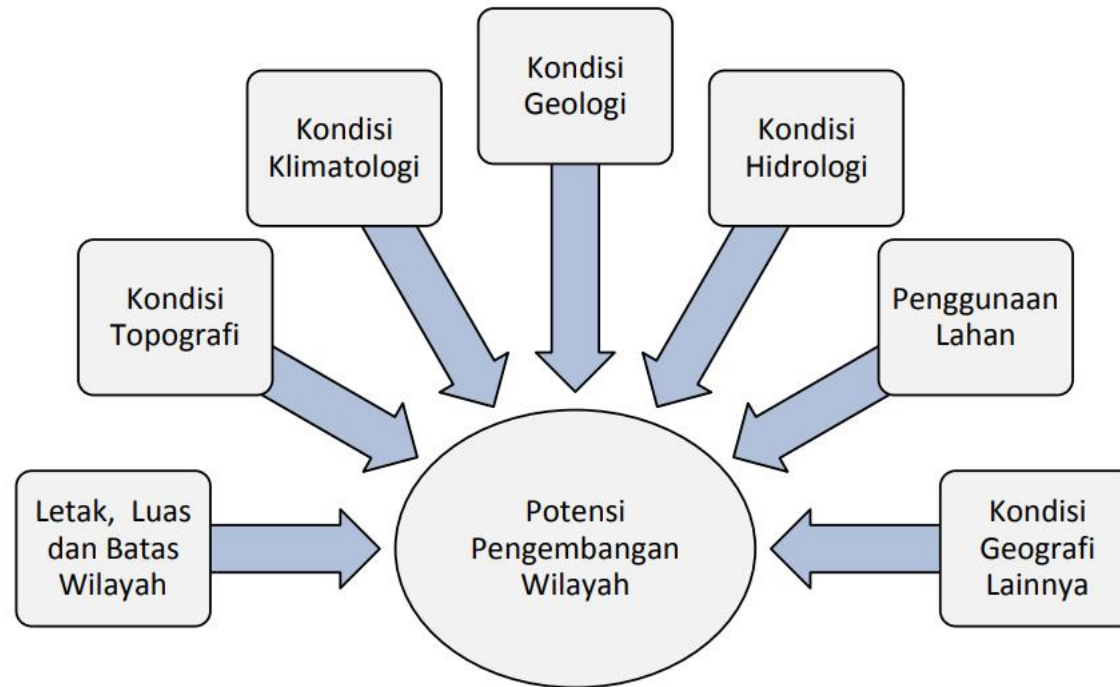 Kondisi
Geologi
Kondisi
Klimatologi
Kondisi
Hidrologi
Kondisi
Topografi
Penggunaan
Lahan
Letak, Luas
dan Batas
Wilayah
Potensi
Pengembangan
Wilayah
Kondisi
Geografi
Lainnya